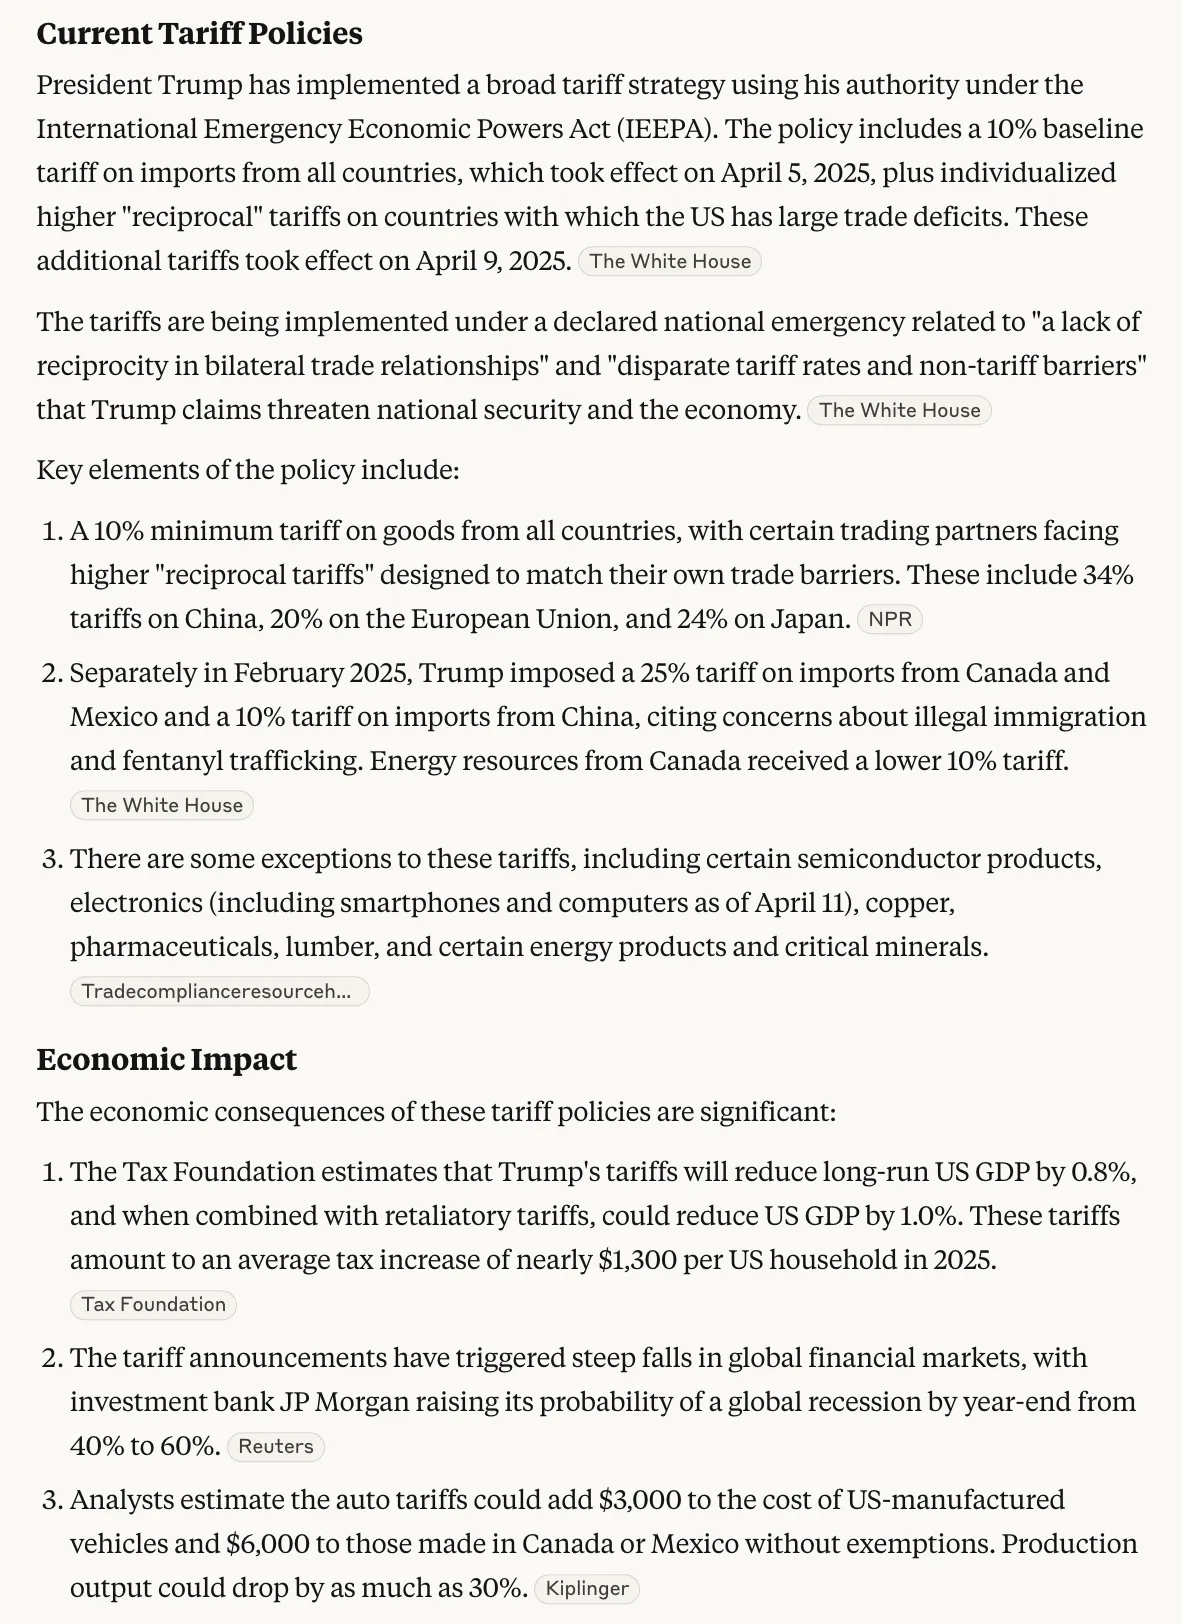 Current Tariff Policies
President Trump has implemented a broad tariff strategy using his authority under the
International Emergency Economic Powers Act (IEEPA). The policy includes a 10% baseline
tariff on imports from all countries, which took effect on April 5, 2025, plus individualized
higher "reciprocal" tariffs on countries with which the US has large trade deficits. These
additional tariffs took effect on April 9, 2025. The White House
The tariffs are being implemented under a declared national emergency related to "a lack of
reciprocity in bilateral trade relationships" and "disparate tariff rates and non-tariff barriers"
that Trump claims threaten national security and the economy. The White House
Key elements of the policy include:
1. A 10% minimum tariff on goods from all countries, with certain trading partners facing
higher "reciprocal tariffs" designed to match their own trade barriers. These include 34%
tariffs on China, 20% on the European Union, and 24% on Japan. NPR
2. Separately in February 2025, Trump imposed a 25% tariff on imports from Canada and
Mexico and a 10% tariff on imports from China, citing concerns about illegal immigration
and fentanyl trafficking. Energy resources from Canada received a lower 10% tariff.
The White House
3. There are some exceptions to these tariffs, including certain semiconductor products,
electronics (including smartphones and computers as of April 11), copper,
pharmaceuticals, lumber, and certain energy products and critical minerals.
Tradecomplianceresourceh...
Economic Impact
The economic consequences of these tariff policies are significant:
1. The Tax Foundation estimates that Trump's tariffs will reduce long-run US GDP by 0.8%,
and when combined with retaliatory tariffs, could reduce US GDP by 1.0%. These tariffs
amount to an average tax increase of nearly $1,300 per US household in 2025.
Tax Foundation
2. The tariff announcements have triggered steep falls in global financial markets, with
investment bank JP Morgan raising its probability of a global recession by year-end from
40% to 60%. Reuters
3. Analysts estimate the auto tariffs could add $3,000 to the cost of US-manufactured
vehicles and $6,000 to those made in Canada or Mexico without exemptions. Production
output could drop by as much as 30%. Kiplinger